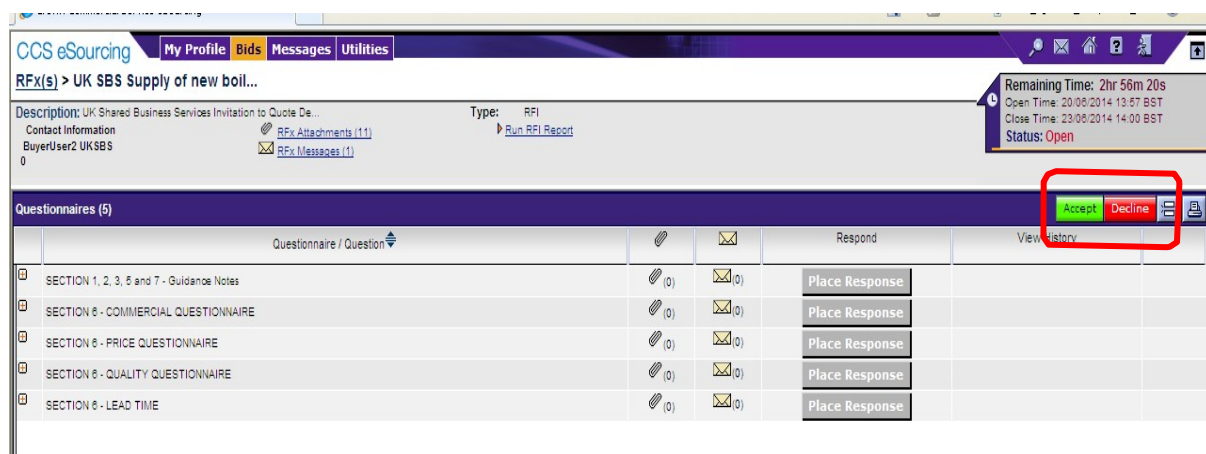 CCS eSourcing My Profile Bids Messages Utilities
RFx(s) > UK SBS Supply of new boil...
Remaining Time: 2hr 56m 20s
Open Time: 20/06/2014 13:57 BST
Close Time: 23/06/2014 14:00 BST
Status: Open
Description: UK Shared Business Services Invitation to Quote De...
Type: RFI
Contact Information
RFx Attachments (11)
Run RFI Report
BuyerUser2 UKSBS
RFx Messages (1)
0
Questionnaires (5) Accept Decline
Questionnaire / Question Respond View History
SECTION 1, 2, 3, 5 and 7 - Guidance Notes (0) (0) Place Response
SECTION 6 - COMMERCIAL QUESTIONNAIRE (0) (0) Place Response
SECTION 6 - PRICE QUESTIONNAIRE (0) (0) Place Response
SECTION 6 - QUALITY QUESTIONNAIRE (0) (0) Place Response
SECTION 6 - LEAD TIME (0) (0) Place Response